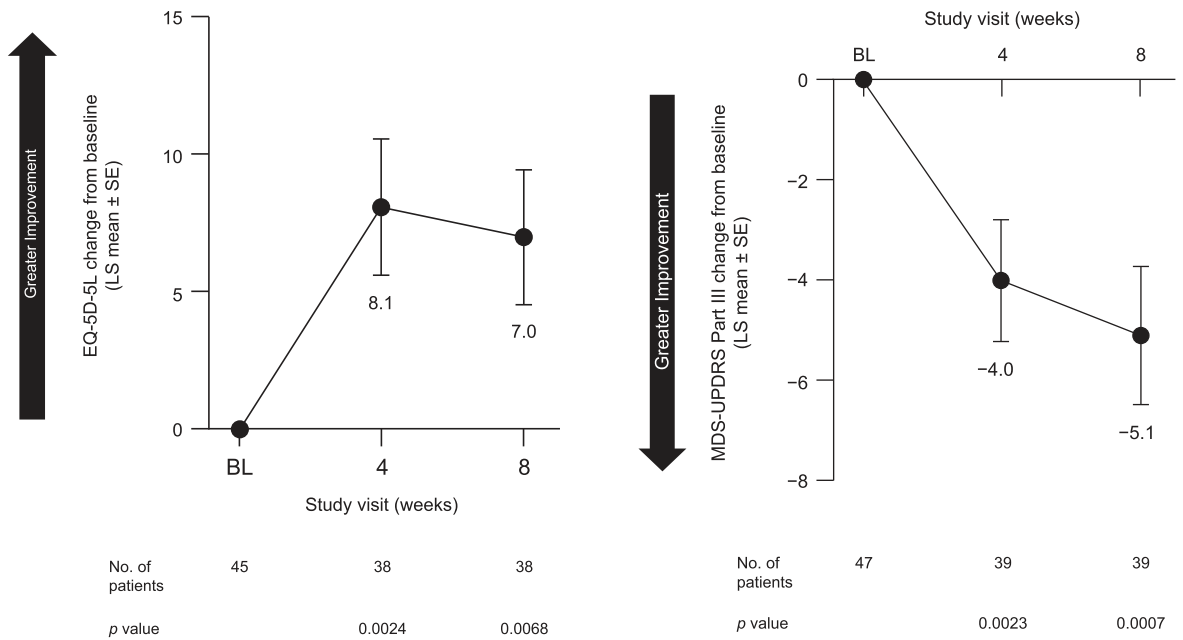 Greater Improvement
EQ-5D-5L change from baseline
(LS mean ± SE)
15
10
5
0
8.1
7.0
BL 4 8
Study visit (weeks)
No. of 45 38 38
patients
p value 0.0024 0.0068
Study visit (weeks)
BL 4 8
Greater Improvement
MDS-UPDRS Part III change from baseline
(LS mean ± SE)
0
−2
−4
−6
−8
−4.0
−5.1
No. of 47 39 39
patients
p value 0.0023 0.0007